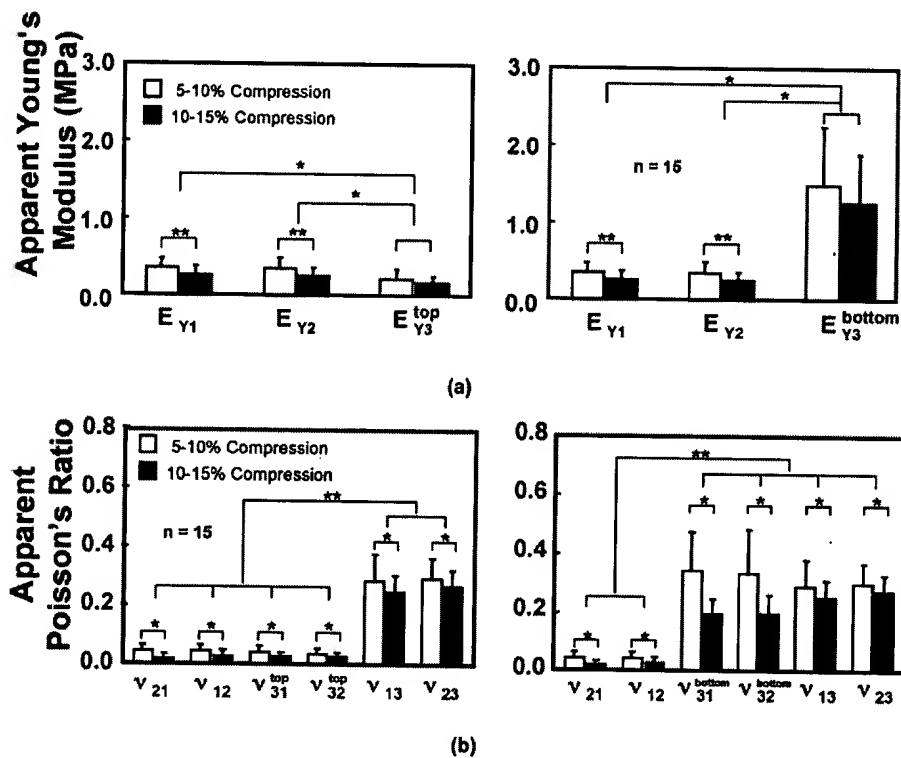 Apparent Young's
Modulus (MPa)
3.0
2.0
1.0
0.0
5-10% Compression
10-15% Compression
*
*
**
**
E Y1
E Y2
E top Y3
3.0
2.0
1.0
0.0
*
*
n = 15
**
**
E Y1
E Y2
E bottom Y3
(a)
Apparent
Poisson's Ratio
0.8
0.6
0.4
0.2
0.0
5-10% Compression
10-15% Compression
**
n = 15
*
*
*
*
*
*
ν 21
ν 12
ν top 31
ν top 32
ν 13
ν 23
0.8
0.6
0.4
0.2
0.0
**
*
*
*
*
*
*
ν 21
ν 12
ν bottom 31
ν bottom 32
ν 13
ν 23
(b)